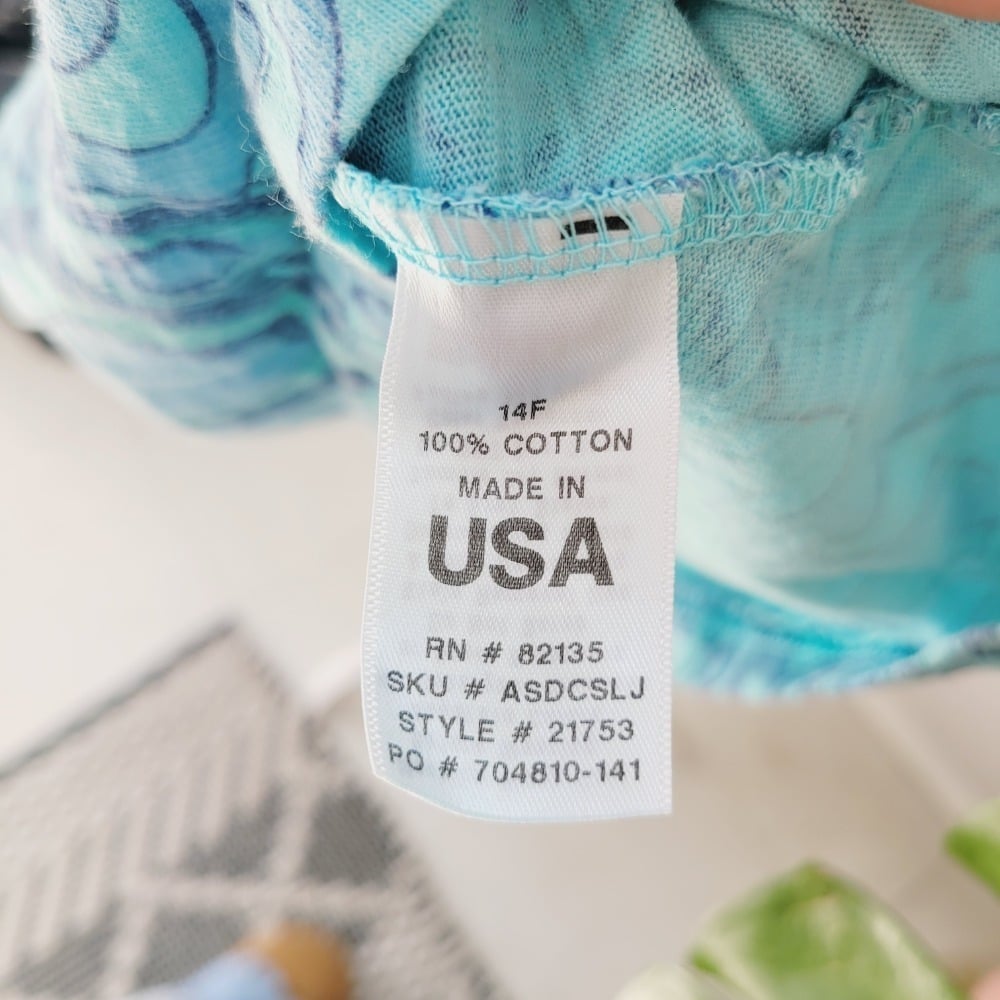 14F
100% COTTON
MADE IN
USA
RN # 82135
SKU # ASDCSLJ
STYLE # 21753
PO # 704810-141